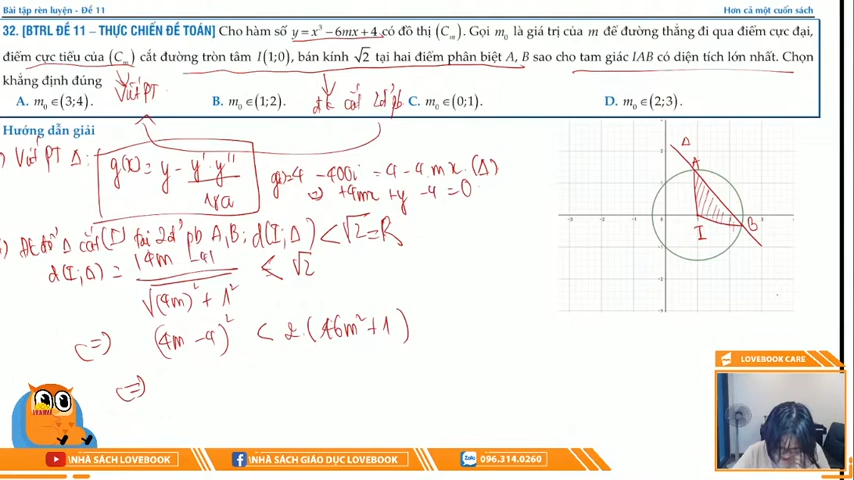 Bài tập rèn luyện - Đề 11
Hơn cả một cuốn sách
32. [BTRL ĐỀ 11 – THỰC CHIẾN ĐỀ TOÁN] Cho hàm số y = x³ − 6mx + 4 có đồ thị (Cₘ). Gọi m₀ là giá trị của m để đường thẳng đi qua điểm cực đại,
điểm cực tiểu của (Cₘ) cắt đường tròn tâm I(1;0), bán kính √2 tại hai điểm phân biệt A, B sao cho tam giác IAB có diện tích lớn nhất. Chọn
khẳng định đúng
Viết PT
đk cắt 2đ' pb
A. m₀ ∈ (3;4).
B. m₀ ∈ (1;2).
C. m₀ ∈ (0;1).
D. m₀ ∈ (2;3).
Hướng dẫn giải
) Viết PT Δ:
g(x) = y − y'.y''/18a
g(x) = 4 − 400i = 4 − 4.mx (Δ)
⇒ +4mx + y − 4 = 0
) Đk để Δ cắt (I) tại 2đ' pb A, B: d(I; Δ) < √2 = R
d(I; Δ) = |4m − 4| / √((4m)² + 1²) < √2
⇔ (4m − 4)² < 2.(16m² + 1)
⇔
Δ
A
I
B
LOVEBOOK CARE
NHÀ SÁCH LOVEBOOK
NHÀ SÁCH GIÁO DỤC LOVEBOOK
Zalo
096.314.0260